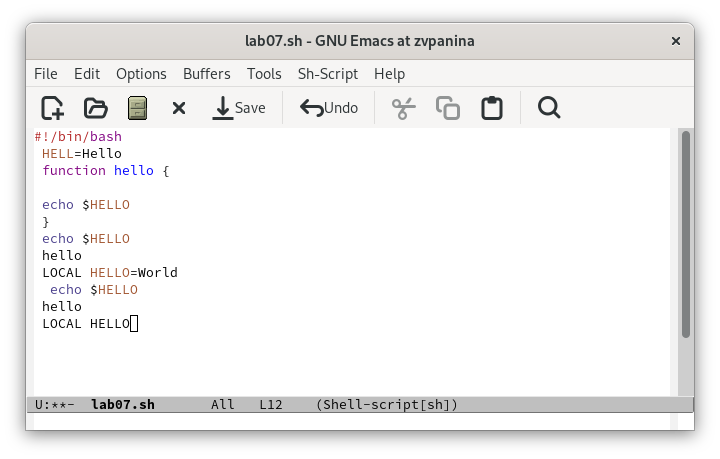 lab07.sh - GNU Emacs at zvpanina
File Edit Options Buffers Tools Sh-Script Help
Save Undo
#!/bin/bash
HELL=Hello
function hello {
echo $HELLO
}
echo $HELLO
hello
LOCAL HELLO=World
echo $HELLO
hello
LOCAL HELLO
U:**- lab07.sh All L12 (Shell-script[sh])